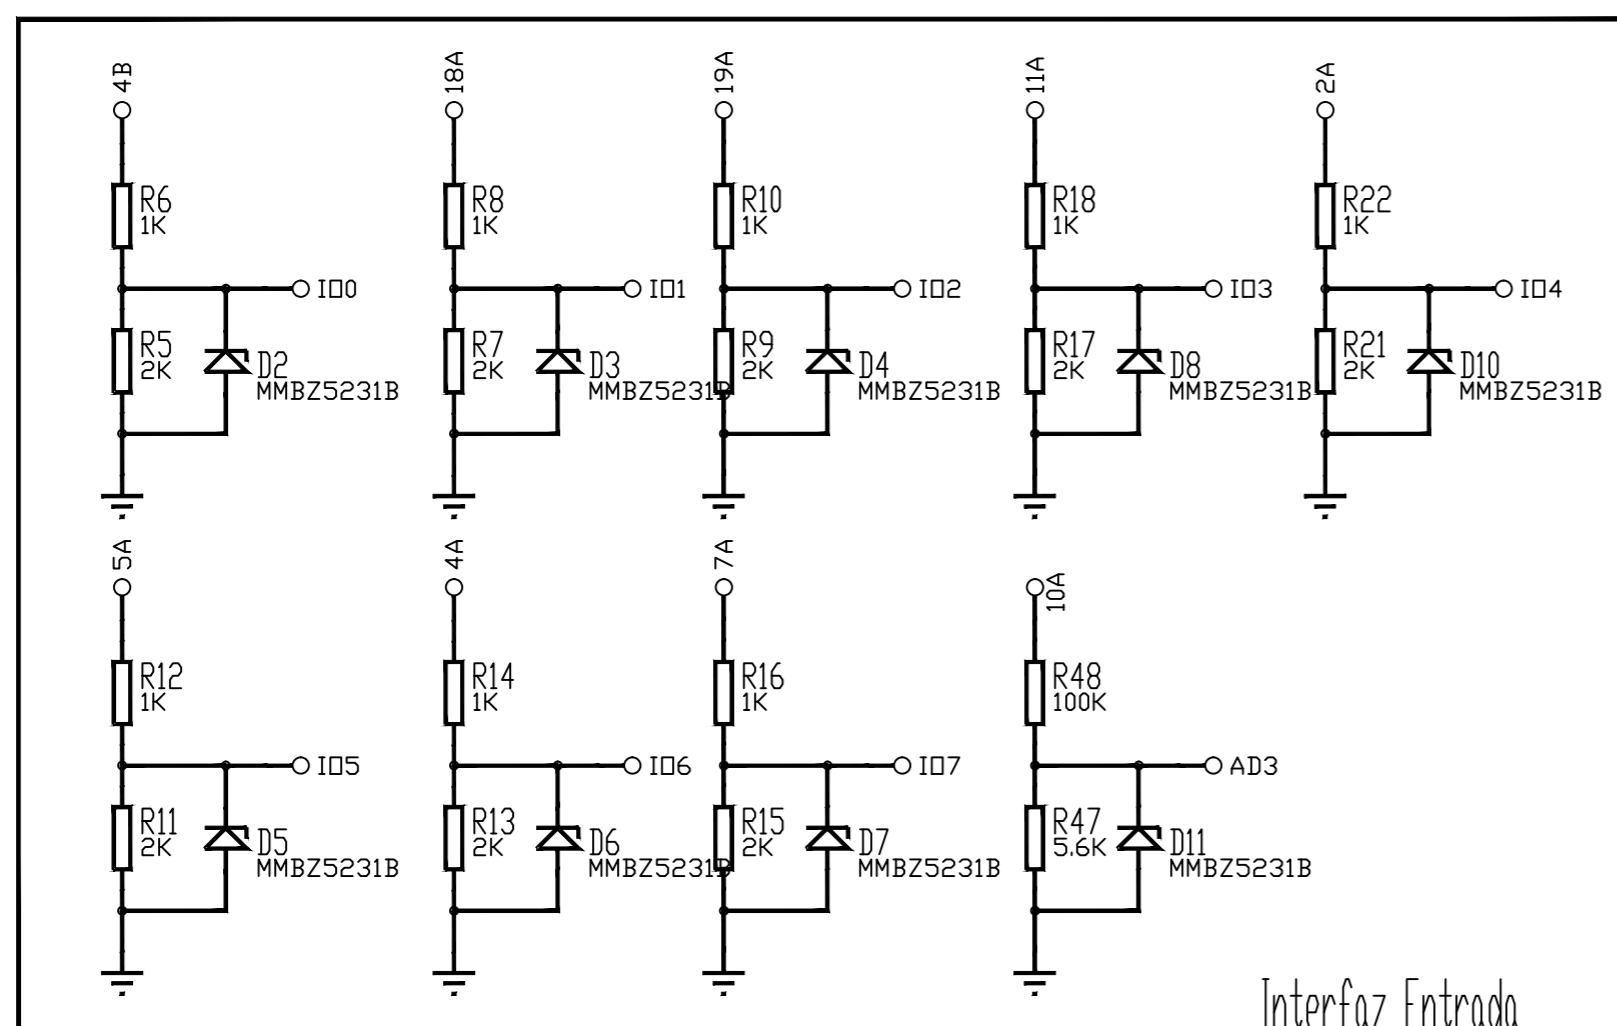 4B
18A
19A
11A
2A
R6
1K
R8
1K
R10
1K
R18
1K
R22
1K
IO0
IO1
IO2
IO3
IO4
R5
2K
D2
MMBZ5231B
R7
2K
D3
MMBZ5231B
R9
2K
D4
MMBZ5231B
R17
2K
D8
MMBZ5231B
R21
2K
D10
MMBZ5231B
5A
4A
7A
10A
R12
1K
R14
1K
R16
1K
R48
100K
IO5
IO6
IO7
AD3
R11
2K
D5
MMBZ5231B
R13
2K
D6
MMBZ5231B
R15
2K
D7
MMBZ5231B
R47
5.6K
D11
MMBZ5231B
Interfaz Entrada